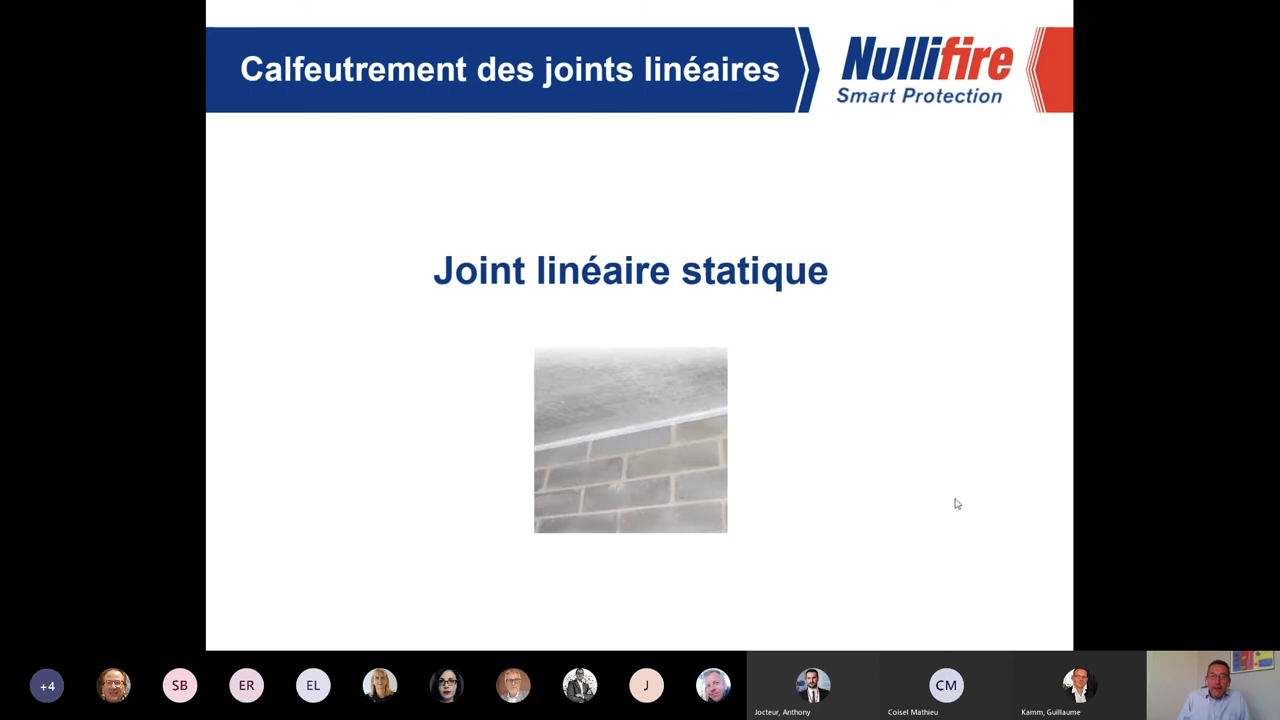 Calfeutrement des joints linéaires
Nullifire
Smart Protection
Joint linéaire statique
+4
SB
ER
EL
J
CM
Jocteur, Anthony
Coisel Mathieu
Kamm, Guillaume